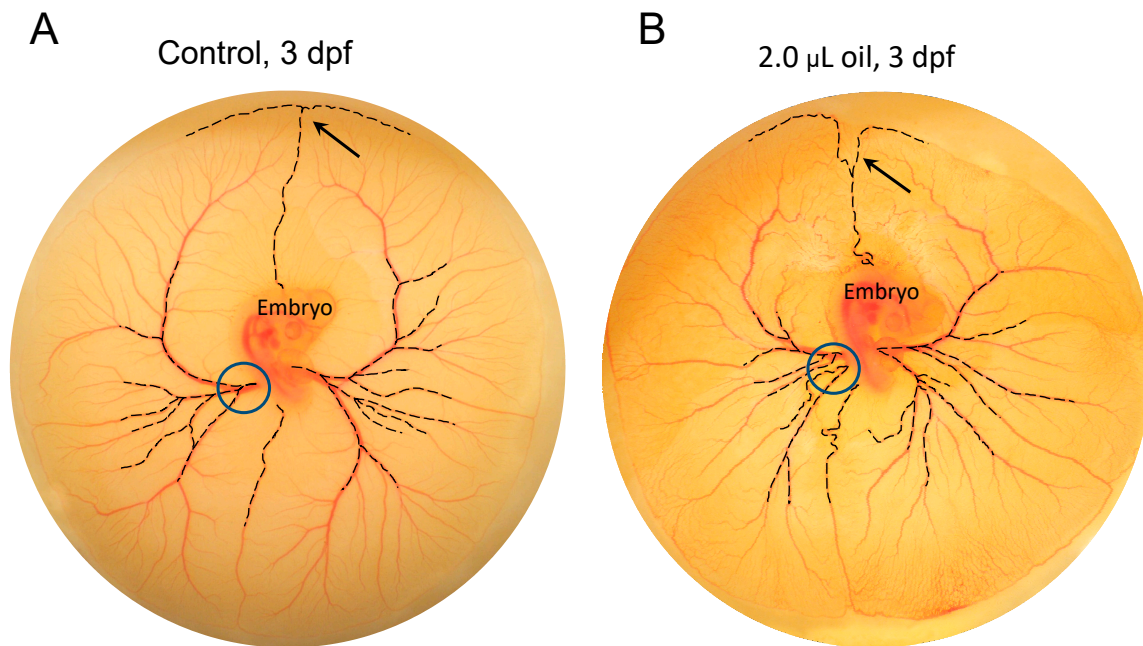 A
Control, 3 dpf
Embryo
B
2.0 µL oil, 3 dpf
Embryo